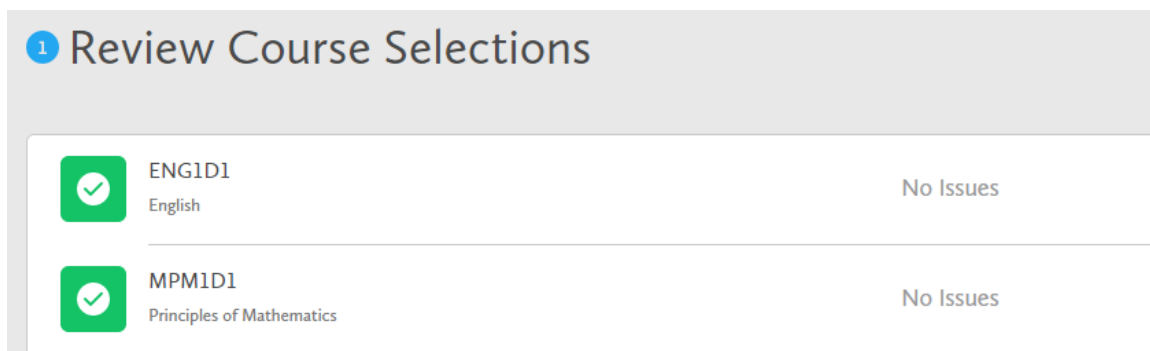 1 Review Course Selections
ENG1D1
English
No Issues
MPM1D1
Principles of Mathematics
No Issues